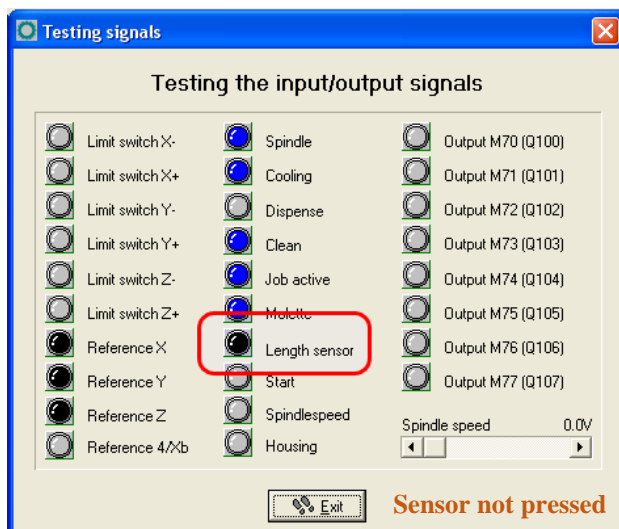 Testing signals
Testing the input/output signals
Limit switch X-
Limit switch X+
Limit switch Y-
Limit switch Y+
Limit switch Z-
Limit switch Z+
Reference X
Reference Y
Reference Z
Reference 4/Xb
Spindle
Cooling
Dispense
Clean
Job active
Molette
Length sensor
Start
Spindlespeed
Housing
Output M70 (Q100)
Output M71 (Q101)
Output M72 (Q102)
Output M73 (Q103)
Output M74 (Q104)
Output M75 (Q105)
Output M76 (Q106)
Output M77 (Q107)
Spindle speed 0.0V
Exit
Sensor not pressed